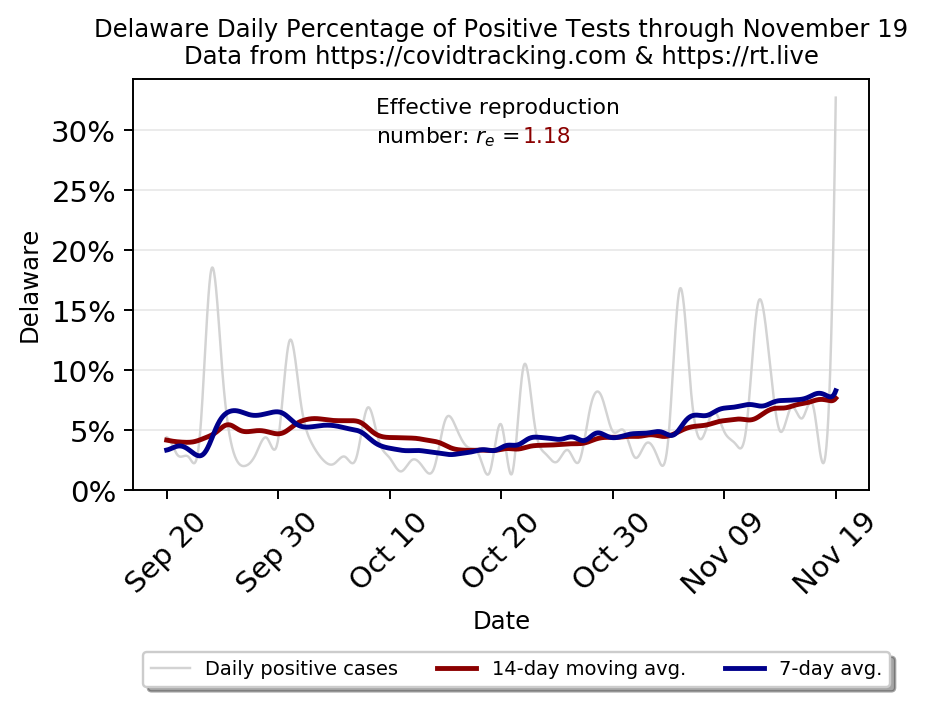 Delaware Daily Percentage of Positive Tests through November 19
Data from https://covidtracking.com & https://rt.live
Effective reproduction
number: rₑ =1.18
30%
25%
20%
15%
10%
5%
0%
Delaware
Sep 20
Sep 30
Oct 10
Oct 20
Oct 30
Nov 09
Nov 19
Date
Daily positive cases
14-day moving avg.
7-day avg.